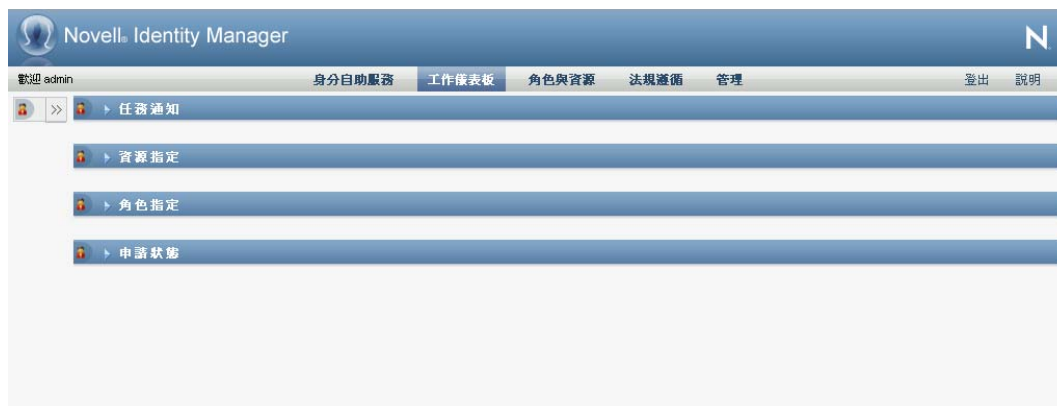 Novell® Identity Manager
N
歡迎 admin
身分自助服務 工作儀表板 角色與資源 法規遵循 管理 登出 說明
任務通知
資源指定
角色指定
申請狀態